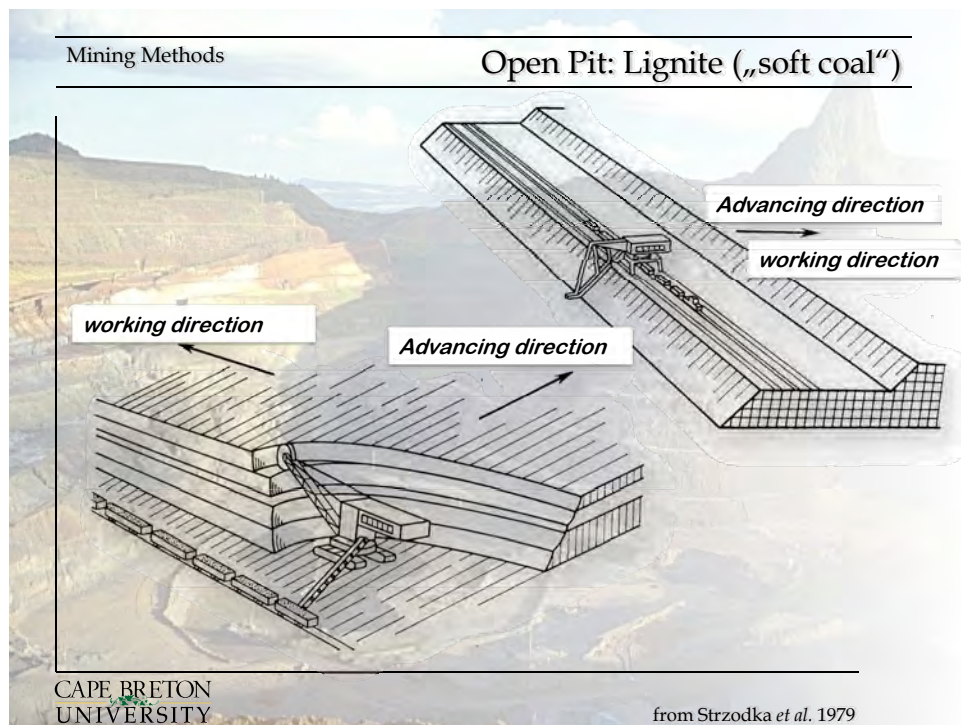 Mining Methods
Open Pit: Lignite („soft coal“)
Advancing direction
working direction
working direction
Advancing direction
CAPE BRETON
UNIVERSITY
from Strzodka et al. 1979